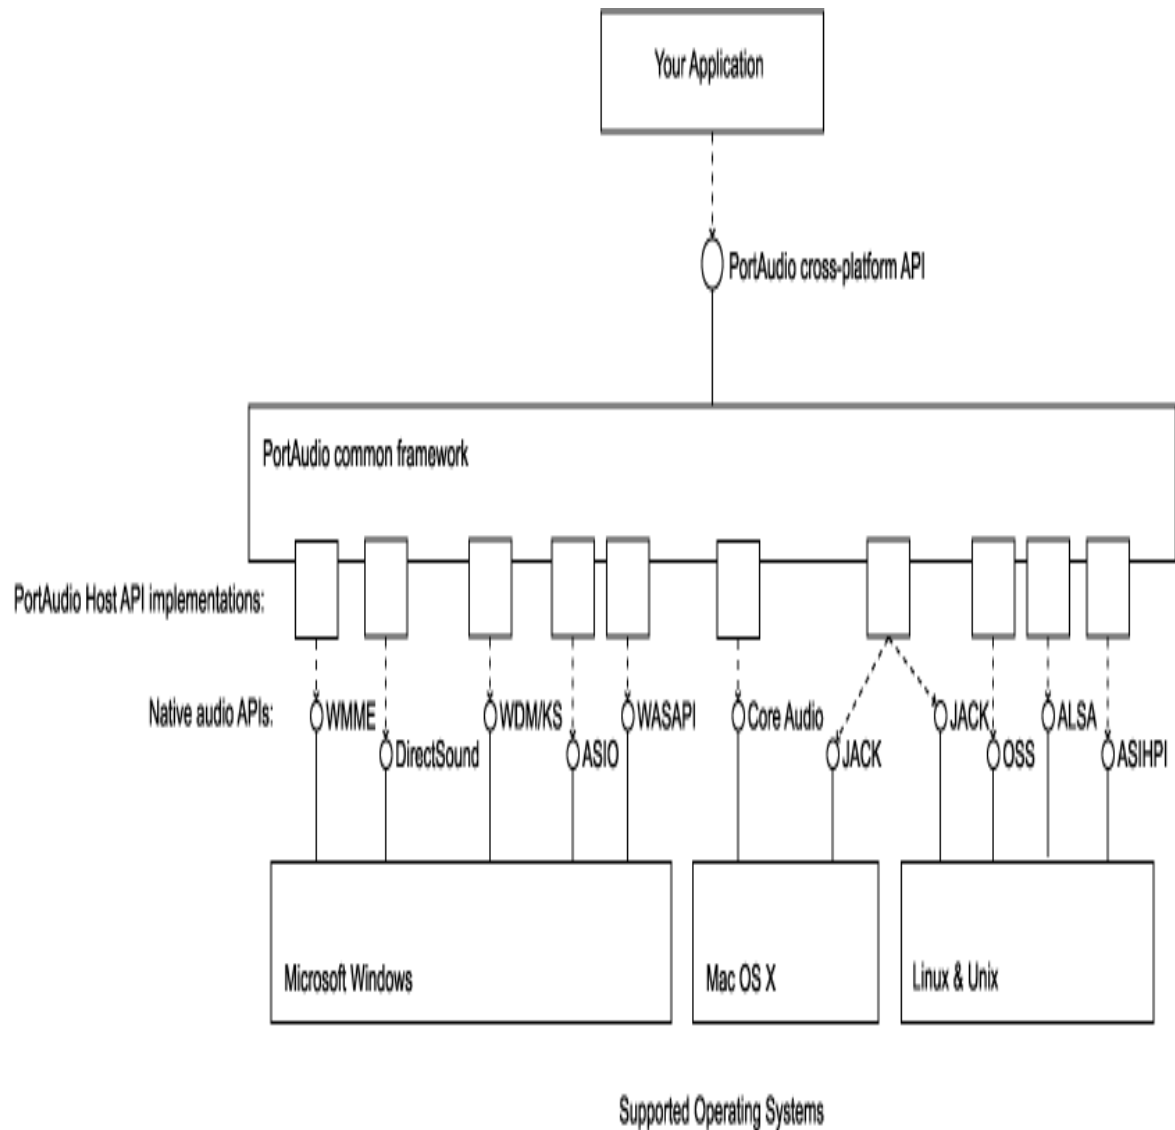 Your Application
PortAudio cross-platform API
PortAudio common framework
PortAudio Host API implementations:
Native audio APIs:
WMME
WDM/KS
WASAPI
Core Audio
JACK
ALSA
DirectSound
ASIO
JACK
OSS
ASIHPI
Microsoft Windows
Mac OS X
Linux & Unix
Supported Operating Systems